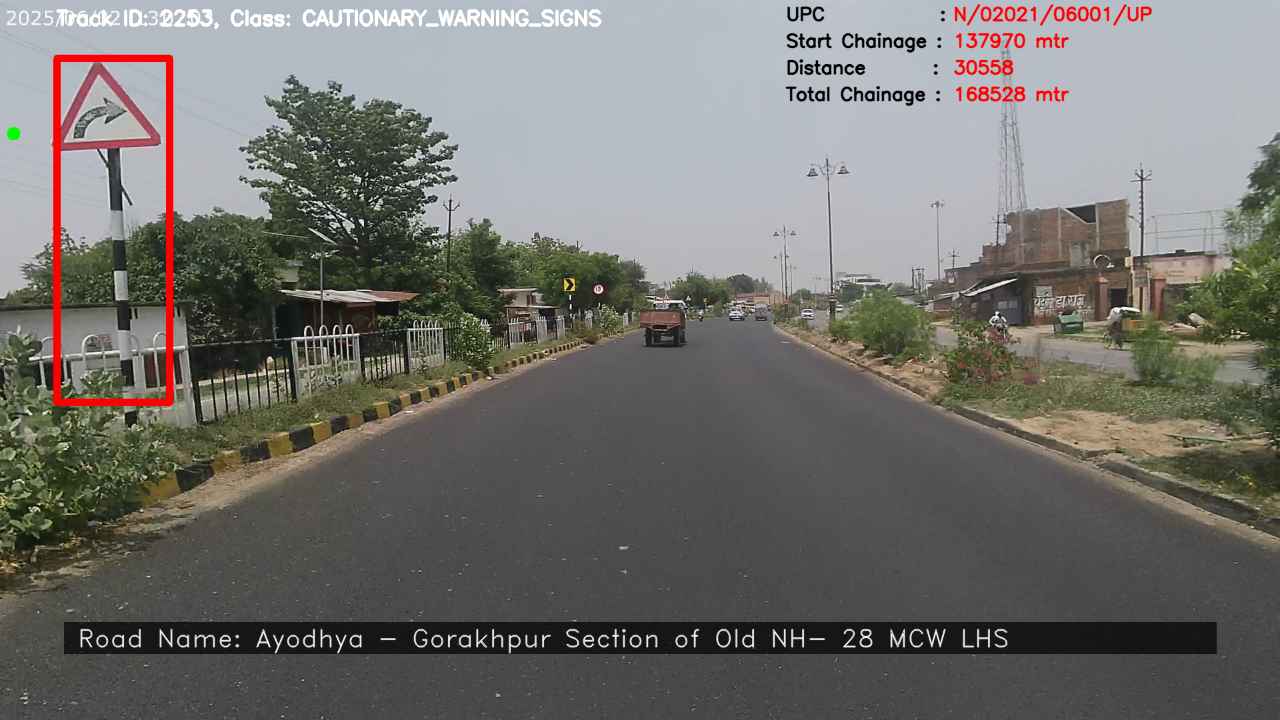 Track ID: 2253, Class: CAUTIONARY_WARNING_SIGNS
UPC : N/02021/06001/UP
Start Chainage : 137970 mtr
Distance : 30558
Total Chainage : 168528 mtr
Road Name: Ayodhya - Gorakhpur Section of Old NH- 28 MCW LHS